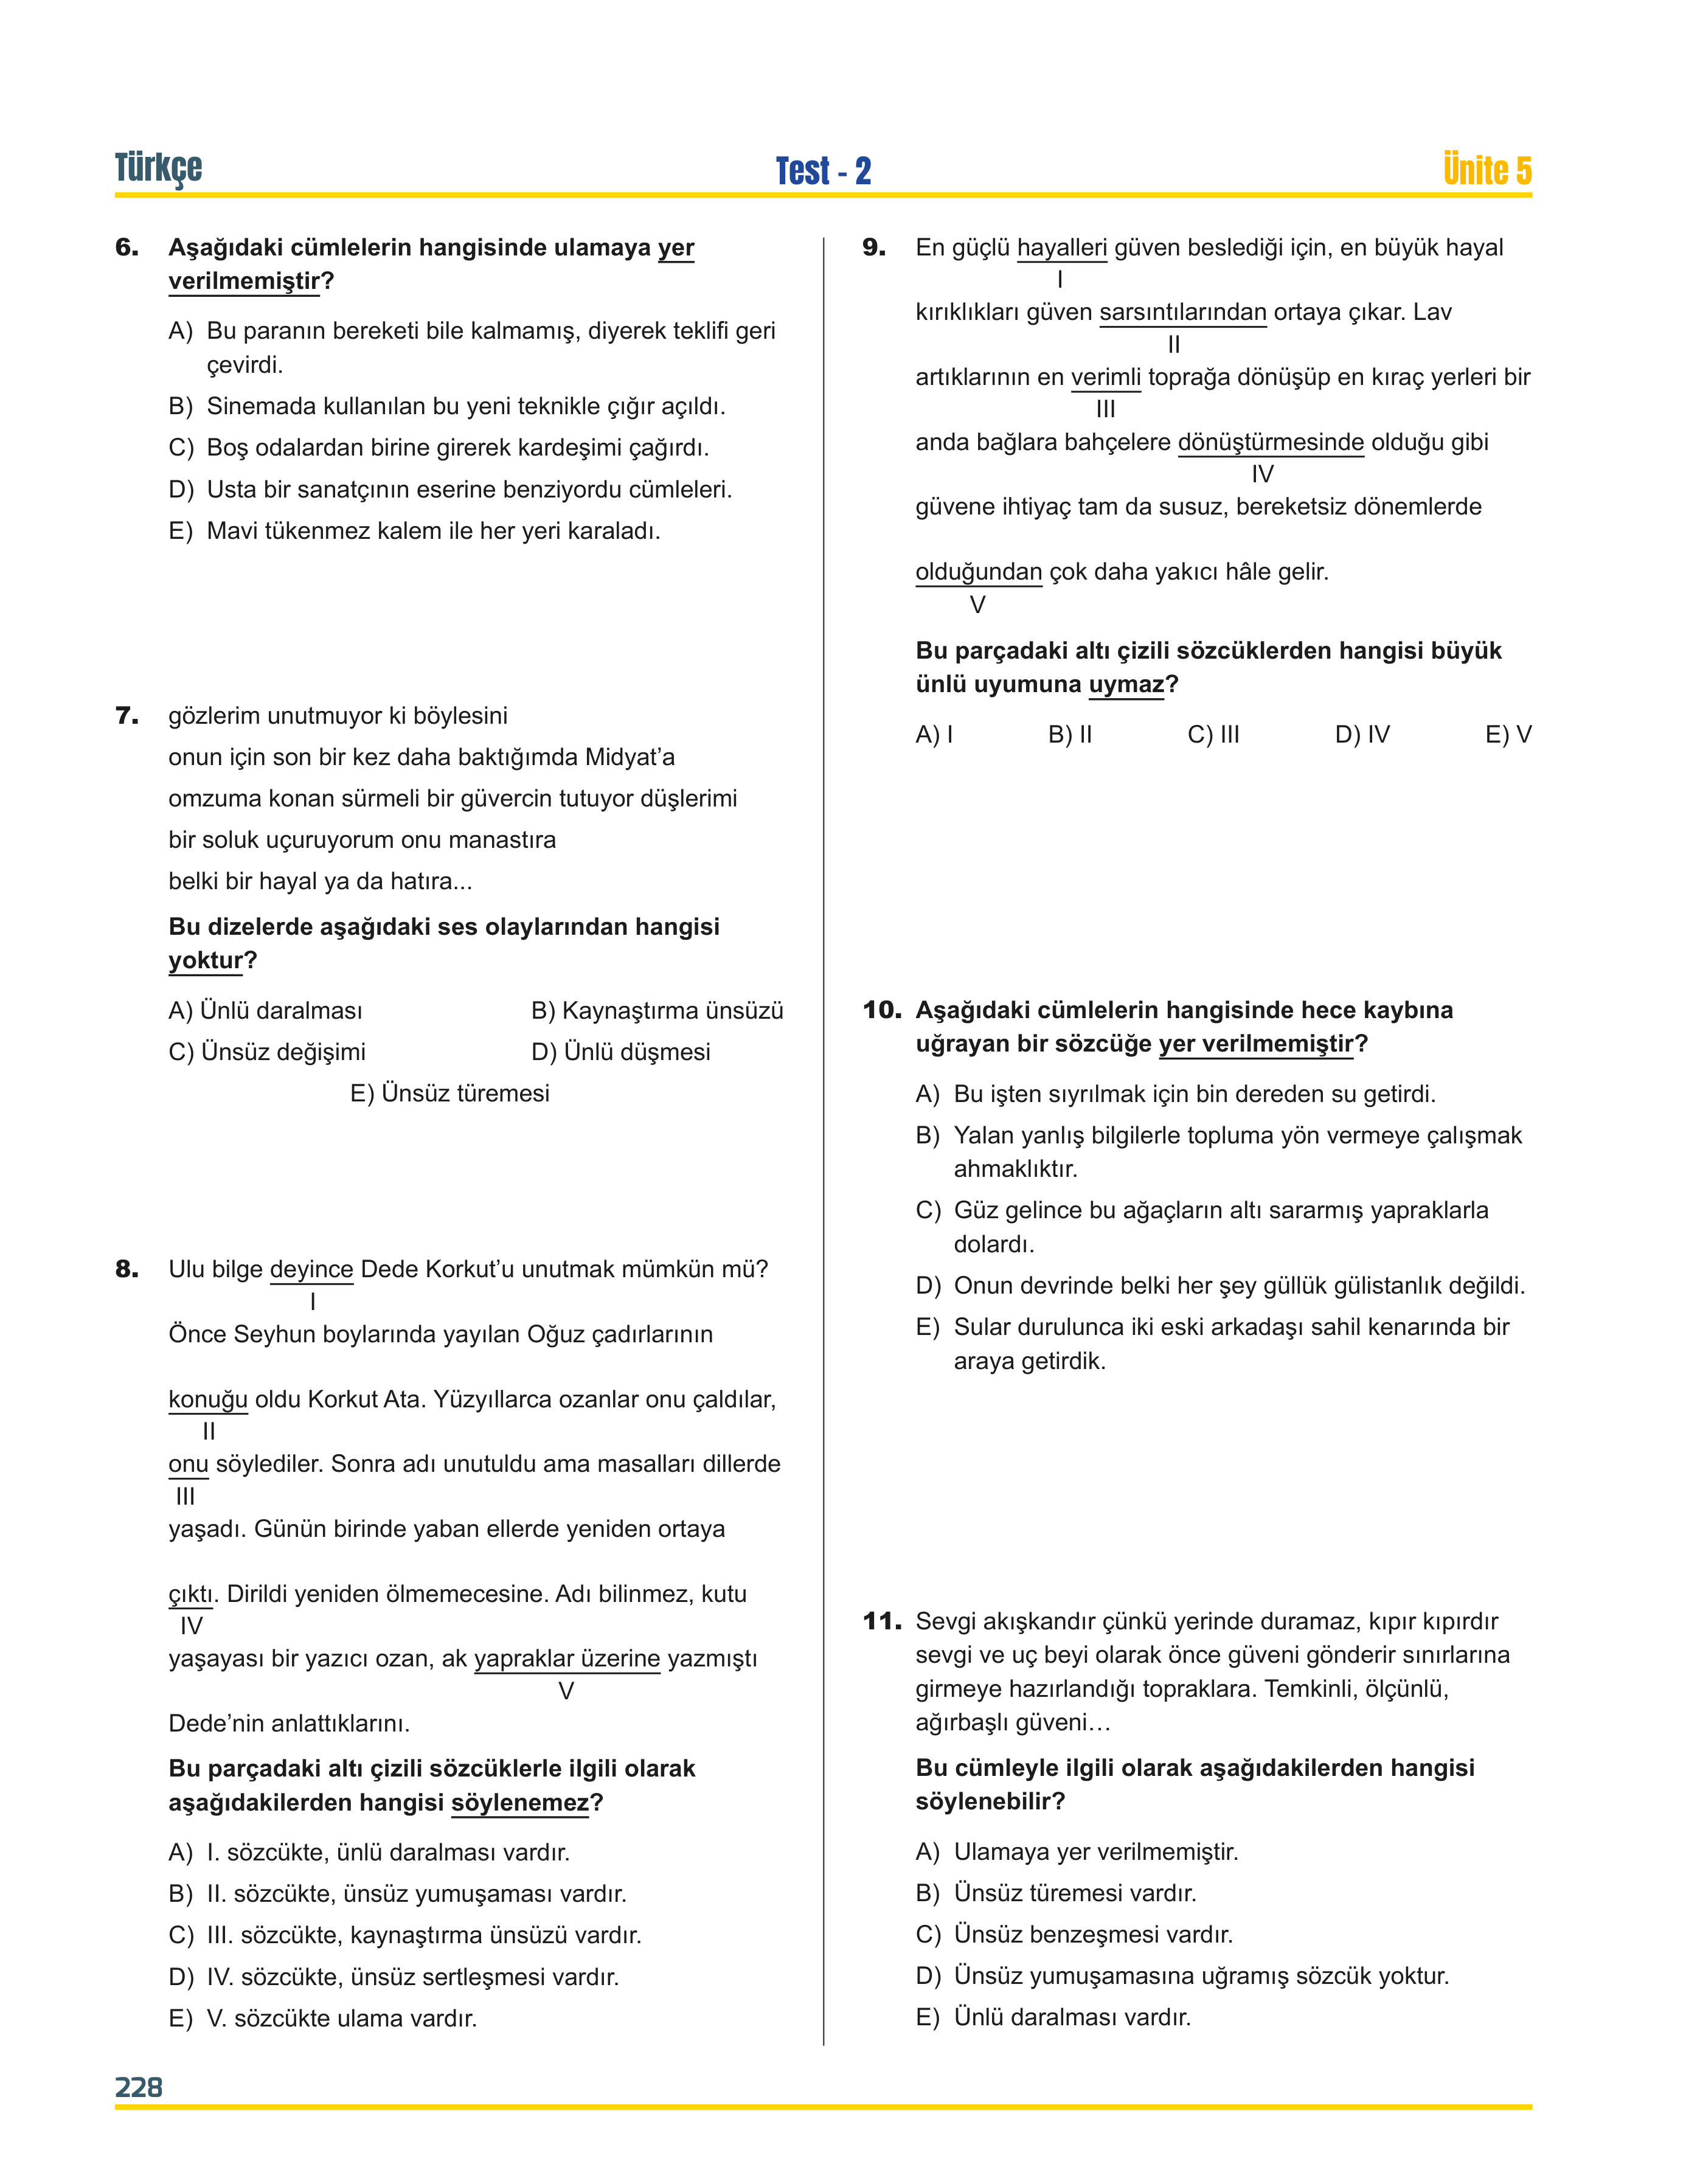 Türkçe
Test - 2
Ünite 5
6. Aşağıdaki cümlelerin hangisinde ulamaya yer
verilmemiştir?
A) Bu paranın bereketi bile kalmamış, diyerek teklifi geri
çevirdi.
B) Sinemada kullanılan bu yeni teknikle çığır açıldı.
C) Boş odalardan birine girerek kardeşimi çağırdı.
D) Usta bir sanatçının eserine benziyordu cümleleri.
E) Mavi tükenmez kalem ile her yeri karaladı.
7. gözlerim unutmuyor ki böylesini
onun için son bir kez daha baktığımda Midyat’a
omzuma konan sürmeli bir güvercin tutuyor düşlerimi
bir soluk uçuruyorum onu manastıra
belki bir hayal ya da hatıra...
Bu dizelerde aşağıdaki ses olaylarından hangisi
yoktur?
A) Ünlü daralması B) Kaynaştırma ünsüzü
C) Ünsüz değişimi D) Ünlü düşmesi
E) Ünsüz türemesi
8. Ulu bilge deyince Dede Korkut’u unutmak mümkün mü?
I
Önce Seyhun boylarında yayılan Oğuz çadırlarının
konuğu oldu Korkut Ata. Yüzyıllarca ozanlar onu çaldılar,
II
onu söylediler. Sonra adı unutuldu ama masalları dillerde
III
yaşadı. Günün birinde yaban ellerde yeniden ortaya
çıktı. Dirildi yeniden ölmemecesine. Adı bilinmez, kutu
IV
yaşayası bir yazıcı ozan, ak yapraklar üzerine yazmıştı
V
Dede’nin anlattıklarını.
Bu parçadaki altı çizili sözcüklerle ilgili olarak
aşağıdakilerden hangisi söylenemez?
A) I. sözcükte, ünlü daralması vardır.
B) II. sözcükte, ünsüz yumuşaması vardır.
C) III. sözcükte, kaynaştırma ünsüzü vardır.
D) IV. sözcükte, ünsüz sertleşmesi vardır.
E) V. sözcükte ulama vardır.
9. En güçlü hayalleri güven beslediği için, en büyük hayal
I
kırıklıkları güven sarsıntılarından ortaya çıkar. Lav
II
artıklarının en verimli toprağa dönüşüp en kıraç yerleri bir
III
anda bağlara bahçelere dönüştürmesinde olduğu gibi
IV
güvene ihtiyaç tam da susuz, bereketsiz dönemlerde
olduğundan çok daha yakıcı hâle gelir.
V
Bu parçadaki altı çizili sözcüklerden hangisi büyük
ünlü uyumuna uymaz?
A) I B) II C) III D) IV E) V
10. Aşağıdaki cümlelerin hangisinde hece kaybına
uğrayan bir sözcüğe yer verilmemiştir?
A) Bu işten sıyrılmak için bin dereden su getirdi.
B) Yalan yanlış bilgilerle topluma yön vermeye çalışmak
ahmaklıktır.
C) Güz gelince bu ağaçların altı sararmış yapraklarla
dolardı.
D) Onun devrinde belki her şey güllük gülistanlık değildi.
E) Sular durulunca iki eski arkadaşı sahil kenarında bir
araya getirdik.
11. Sevgi akışkandır çünkü yerinde duramaz, kıpır kıpırdır
sevgi ve uç beyi olarak önce güveni gönderir sınırlarına
girmeye hazırlandığı topraklara. Temkinli, ölçünlü,
ağırbaşlı güveni…
Bu cümleyle ilgili olarak aşağıdakilerden hangisi
söylenebilir?
A) Ulamaya yer verilmemiştir.
B) Ünsüz türemesi vardır.
C) Ünsüz benzeşmesi vardır.
D) Ünsüz yumuşamasına uğramış sözcük yoktur.
E) Ünlü daralması vardır.
228